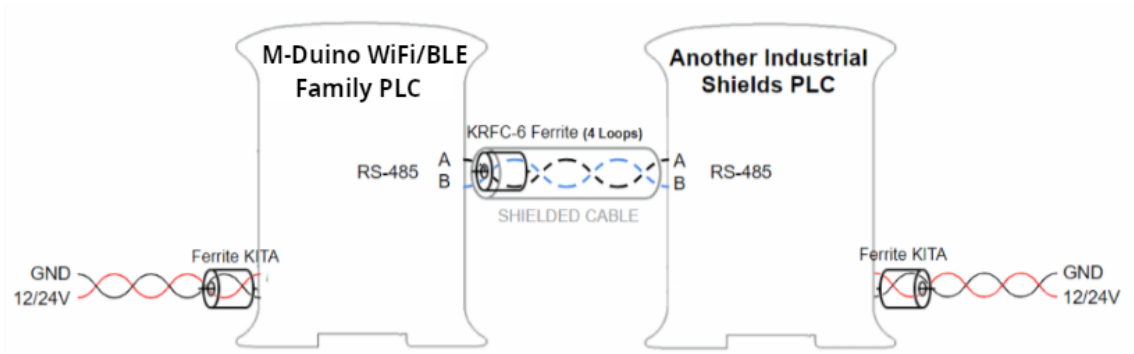 M-Duino WiFi/BLE
Family PLC
Another Industrial
Shields PLC
KRFC-6 Ferrite (4 Loops)
RS-485
A
B
A
B
RS-485
SHIELDED CABLE
Ferrite KITA
GND
12/24V
Ferrite KITA
GND
12/24V